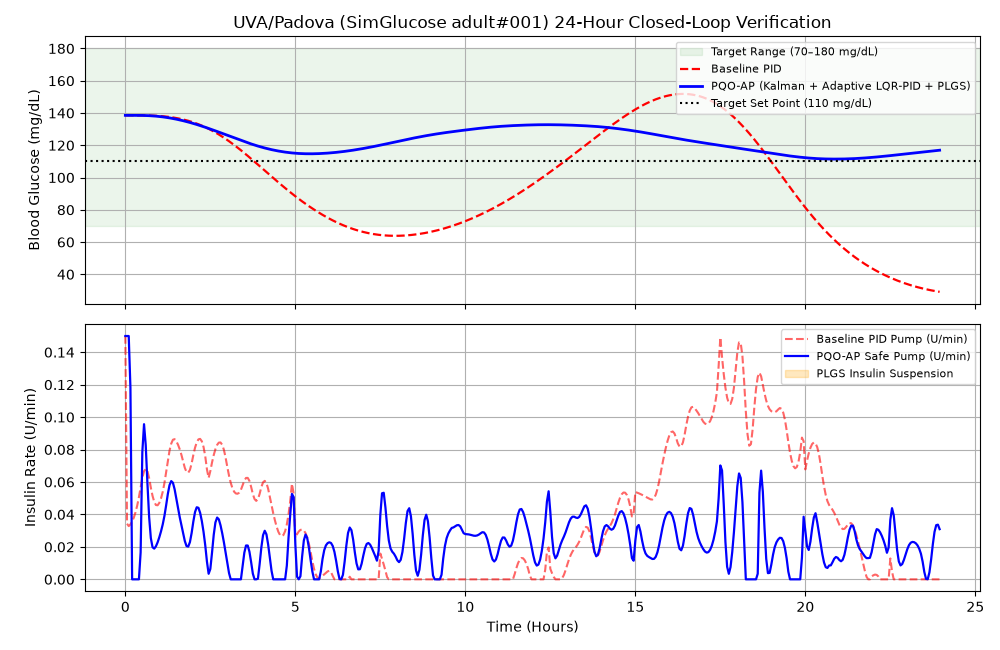 UVA/Padova (SimGlucose adult#001) 24-Hour Closed-Loop Verification
Blood Glucose (mg/dL)
180
160
140
120
100
80
60
40
Target Range (70–180 mg/dL)
Baseline PID
PQO-AP (Kalman + Adaptive LQR-PID + PLGS)
Target Set Point (110 mg/dL)
Insulin Rate (U/min)
0.14
0.12
0.10
0.08
0.06
0.04
0.02
0.00
Baseline PID Pump (U/min)
PQO-AP Safe Pump (U/min)
PLGS Insulin Suspension
0
5
10
15
20
25
Time (Hours)